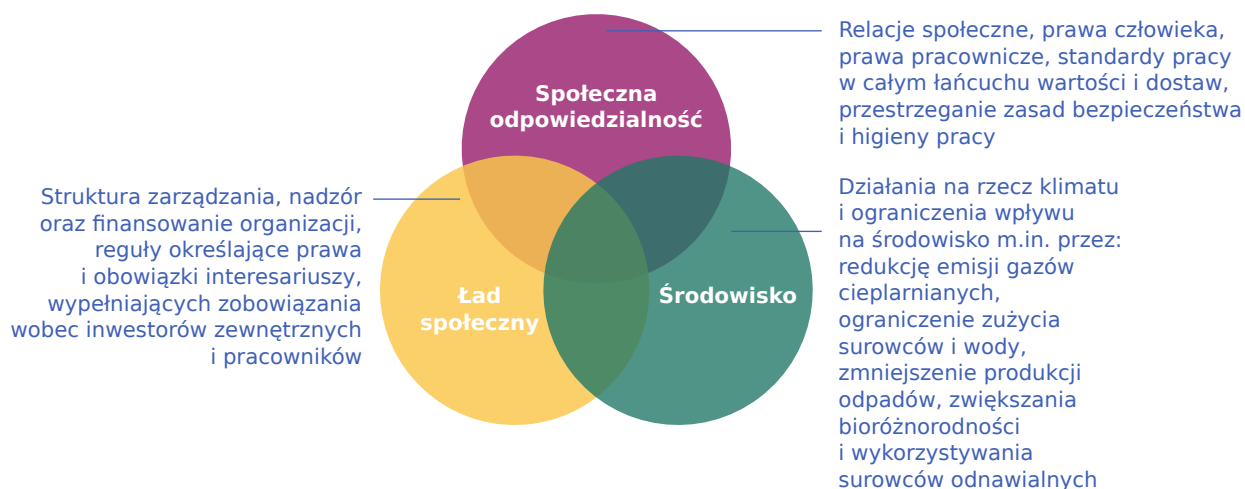 Społeczna
odpowiedzialność
Relacje społeczne, prawa człowieka,
prawa pracownicze, standardy pracy
w całym łańcuchu wartości i dostaw,
przestrzeganie zasad bezpieczeństwa
i higieny pracy
Struktura zarządzania, nadzór
oraz finansowanie organizacji,
reguły określające prawa
i obowiązki interesariuszy,
wypełniających zobowiązania
wobec inwestorów zewnętrznych
i pracowników
Ład
społeczny
Środowisko
Działania na rzecz klimatu
i ograniczenia wpływu
na środowisko m.in. przez:
redukcję emisji gazów
cieplarnianych,
ograniczenie zużycia
surowców i wody,
zmniejszenie produkcji
odpadów, zwiększania
bioróżnorodności
i wykorzystywania
surowców odnawialnych